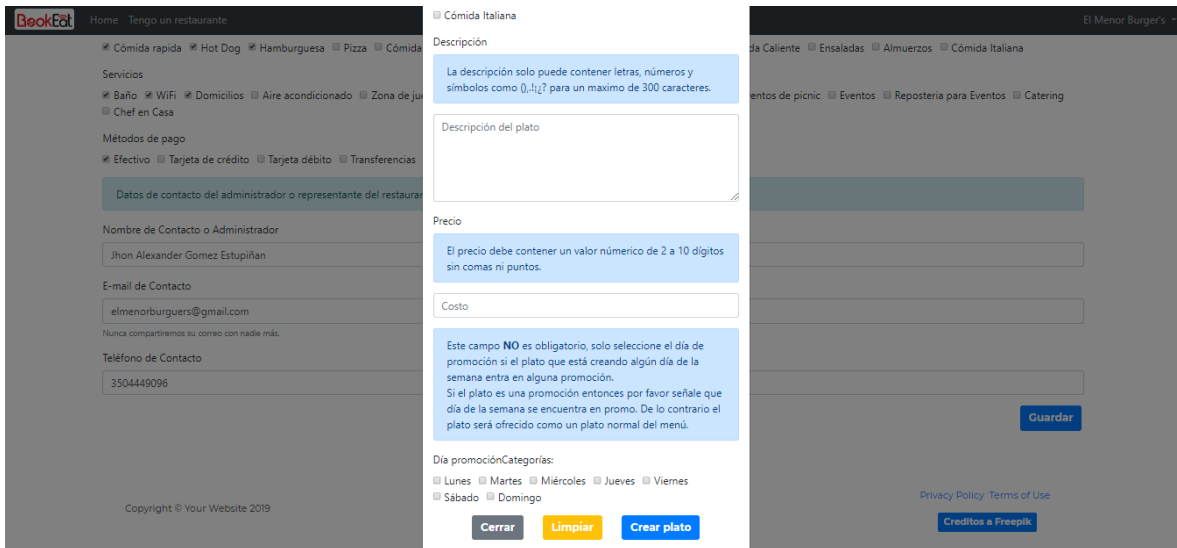 BookEat Home Tengo un restaurante
El Menor Burger's
Cómida rapida Hot Dog Hamburguesa Pizza Cómida
da Caliente Ensaladas Almuerzos Cómida Italiana
Servicios
Baño WiFi Domicilios Aire acondicionado Zona de
entos de picnic Eventos Reposteria para Eventos Catering
Chef en Casa
Métodos de pago
Efectivo Tarjeta de crédito Tarjeta débito Transferencias
Datos de contacto del administrador o representante del
Nombre de Contacto o Administrador
Jhon Alexander Gomez Estupiñan
E-mail de Contacto
elmenorburguers@gmail.com
Nunca compartiremos su correo con nadie más.
Teléfono de Contacto
3504449096
Guardar
Copyright © Your Website 2019
Privacy Policy Terms of Use
Creditos a Freepik
Cómida Italiana
Descripción
La descripción solo puede contener letras, números y
símbolos como (),.!¡¿? para un maximo de 300 caracteres.
Descripción del plato
Precio
El precio debe contener un valor númerico de 2 a 10 dígitos
sin comas ni puntos.
Costo
Este campo NO es obligatorio, solo seleccione el día de
promoción si el plato que está creando algún día de la
semana entra en alguna promoción.
Si el plato es una promoción entonces por favor señale que
día de la semana se encuentra en promo. De lo contrario el
plato será ofrecido como un plato normal del menú.
Día promociónCategorías:
Lunes Martes Miércoles Jueves Viernes
Sábado Domingo
Cerrar Limpiar Crear plato